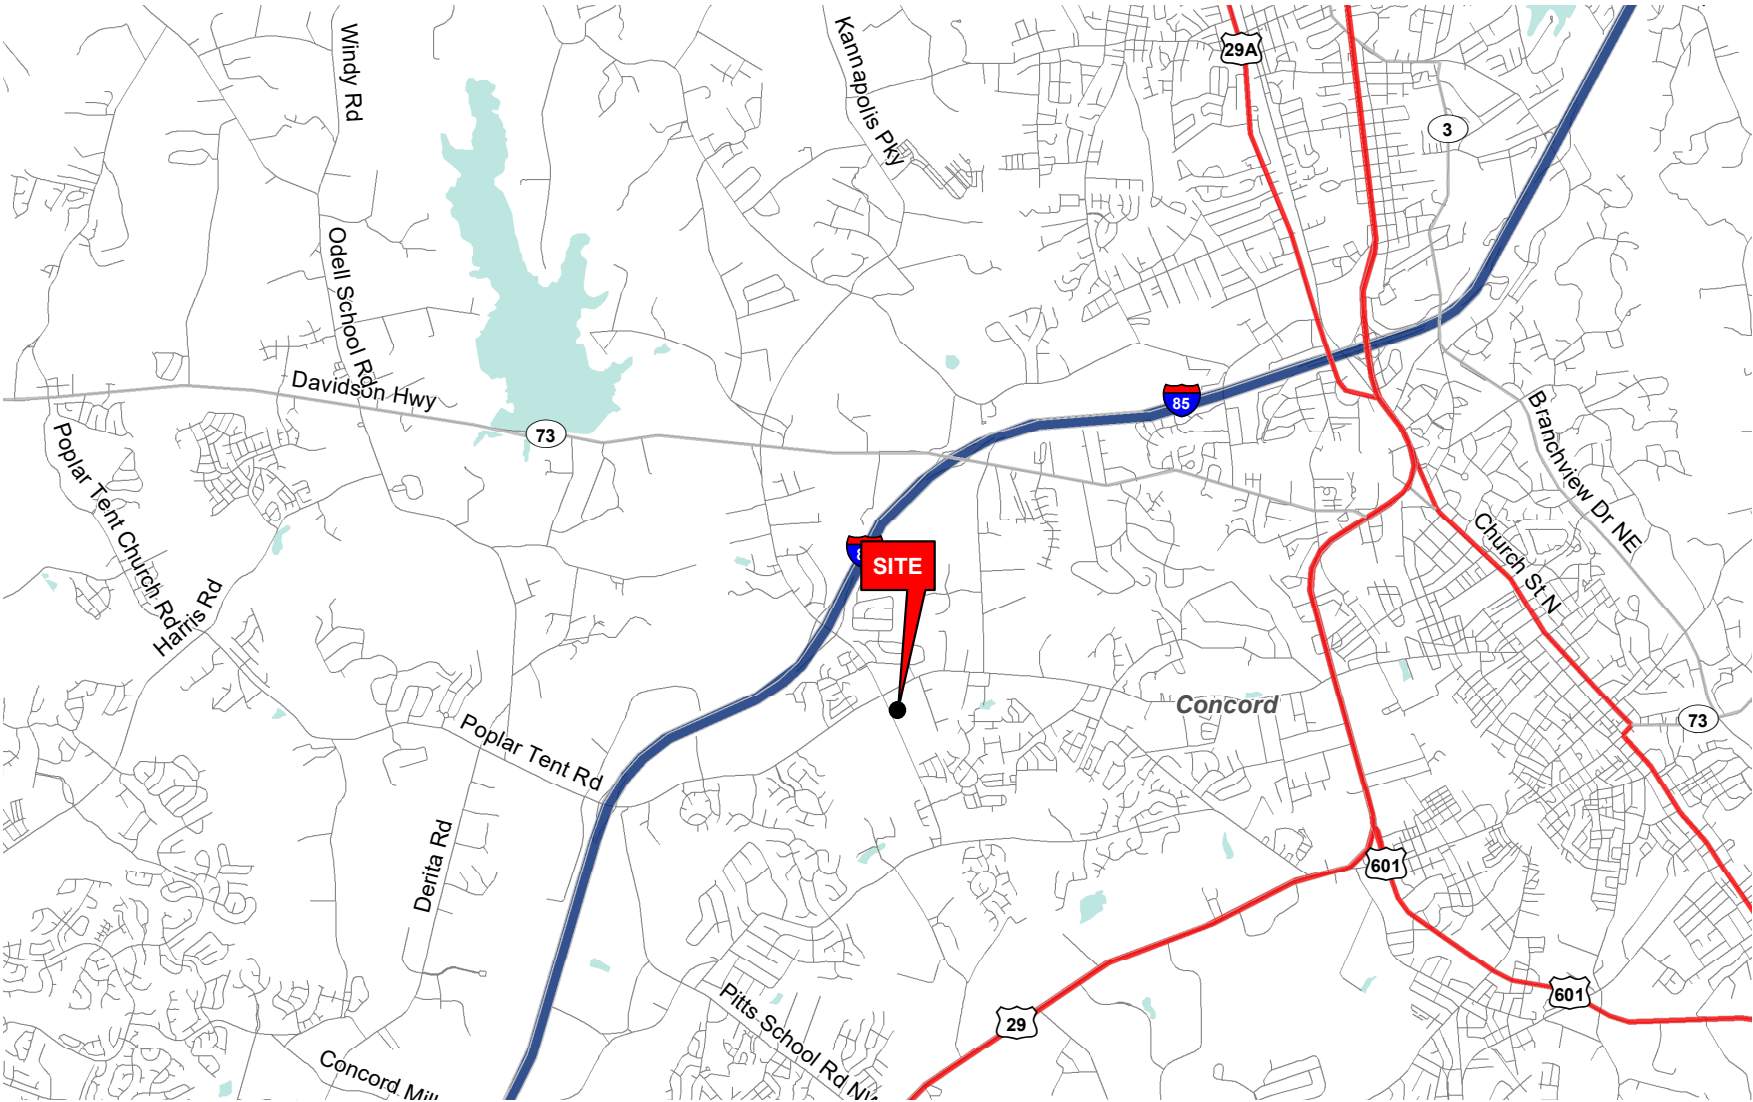 Windy Rd
Kannapolis Pky
29A
3
Odell School Rd
Davidson Hwy
73
85
Poplar Tent Church Rd
Harris Rd
Branchview Dr NE
Church St N
8
SITE
Concord
73
Poplar Tent Rd
Derita Rd
601
601
29
Pitts School Rd NW
Concord Mill